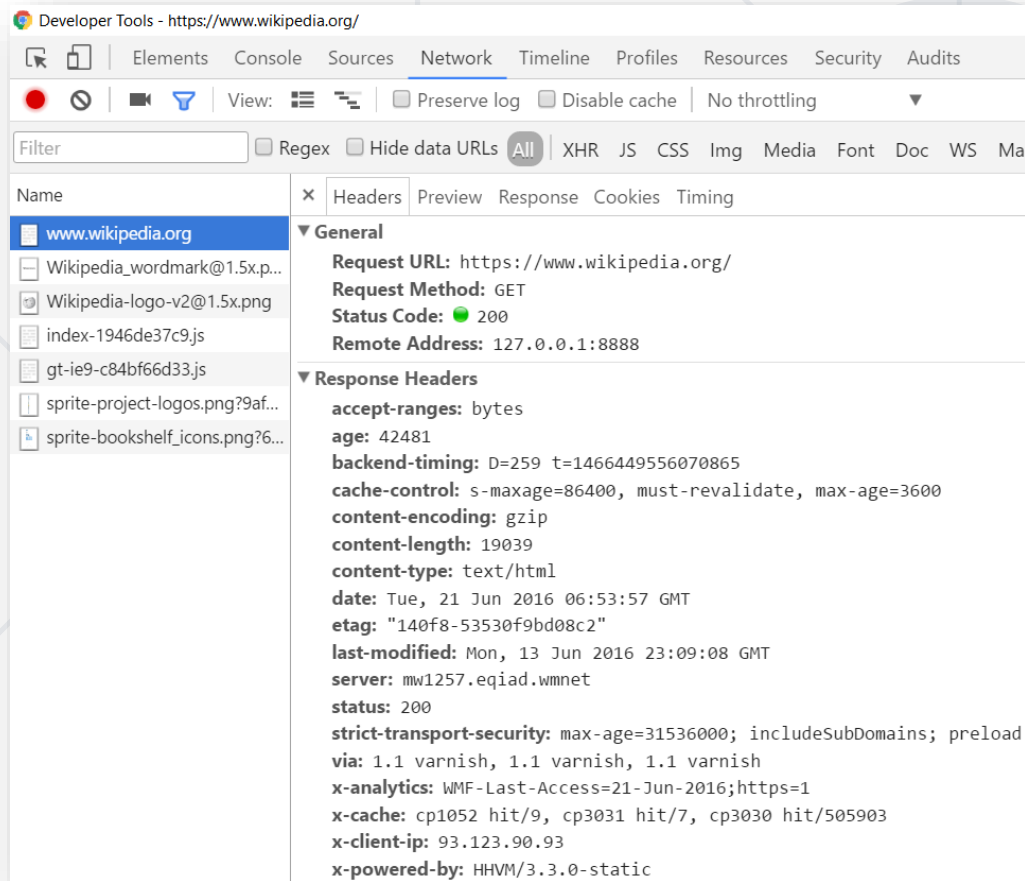 Developer Tools - https://www.wikipedia.org/
Elements Console Sources Network Timeline Profiles Resources Security Audits
View: Preserve log Disable cache No throttling
Filter Regex Hide data URLs All XHR JS CSS Img Media Font Doc WS Ma
Name
www.wikipedia.org
Wikipedia_wordmark@1.5x.p...
Wikipedia-logo-v2@1.5x.png
index-1946de37c9.js
gt-ie9-c84bf66d33.js
sprite-project-logos.png?9af...
sprite-bookshelf_icons.png?6...
× Headers Preview Response Cookies Timing
General
Request URL: https://www.wikipedia.org/
Request Method: GET
Status Code: 200
Remote Address: 127.0.0.1:8888
Response Headers
accept-ranges: bytes
age: 42481
backend-timing: D=259 t=1466449556070865
cache-control: s-maxage=86400, must-revalidate, max-age=3600
content-encoding: gzip
content-length: 19039
content-type: text/html
date: Tue, 21 Jun 2016 06:53:57 GMT
etag: "140f8-53530f9bd08c2"
last-modified: Mon, 13 Jun 2016 23:09:08 GMT
server: mw1257.eqiad.wmnet
status: 200
strict-transport-security: max-age=31536000; includeSubDomains; preload
via: 1.1 varnish, 1.1 varnish, 1.1 varnish
x-analytics: WMF-Last-Access=21-Jun-2016;https=1
x-cache: cp1052 hit/9, cp3031 hit/7, cp3030 hit/505903
x-client-ip: 93.123.90.93
x-powered-by: HHVM/3.3.0-static